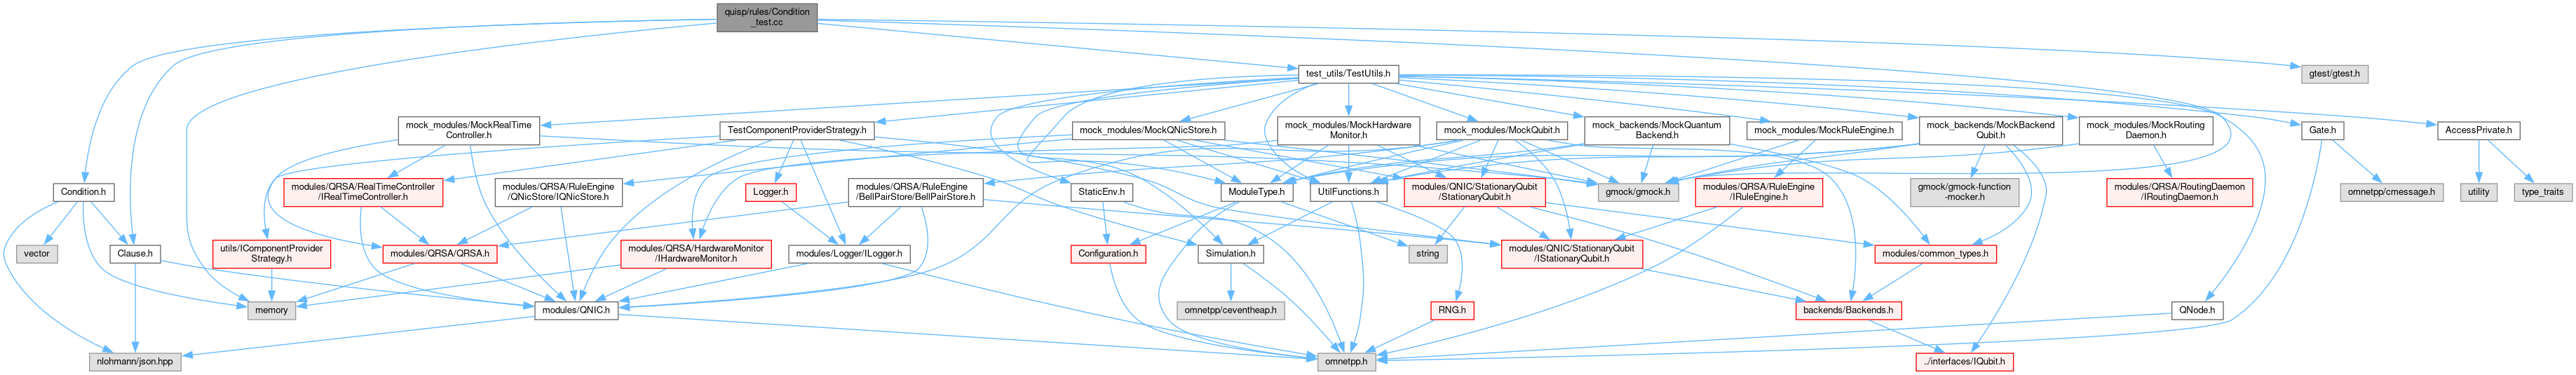 quisp/rules/Condition
_test.cc
test_utils/TestUtils.h
gtest/gtest.h
mock_modules/MockRealTime
Controller.h
TestComponentProviderStrategy.h
mock_modules/MockQNicStore.h
mock_modules/MockHardware
Monitor.h
mock_modules/MockQubit.h
mock_backends/MockQuantum
Backend.h
mock_modules/MockRuleEngine.h
mock_backends/MockBackend
Qubit.h
mock_modules/MockRouting
Daemon.h
Gate.h
AccessPrivate.h
Condition.h
modules/QRSA/RealTimeController
/IRealTimeController.h
modules/QRSA/RuleEngine
/QNicStore/IQNicStore.h
Logger.h
modules/QRSA/RuleEngine
/BellPairStore/BellPairStore.h
StaticEnv.h
ModuleType.h
UtilFunctions.h
modules/QNIC/StationaryQubit
/StationaryQubit.h
gmock/gmock.h
modules/QRSA/RuleEngine
/IRuleEngine.h
gmock/gmock-function
-mocker.h
modules/QRSA/RoutingDaemon
/IRoutingDaemon.h
omnetpp/cmessage.h
utility
type_traits
vector
Clause.h
utils/IComponentProvider
Strategy.h
modules/QRSA/QRSA.h
modules/QRSA/HardwareMonitor
/IHardwareMonitor.h
modules/Logger/ILogger.h
Configuration.h
Simulation.h
string
modules/QNIC/StationaryQubit
/IStationaryQubit.h
modules/common_types.h
memory
modules/QNIC.h
omnetpp/ceventheap.h
RNG.h
backends/Backends.h
QNode.h
nlohmann/json.hpp
omnetpp.h
../interfaces/IQubit.h